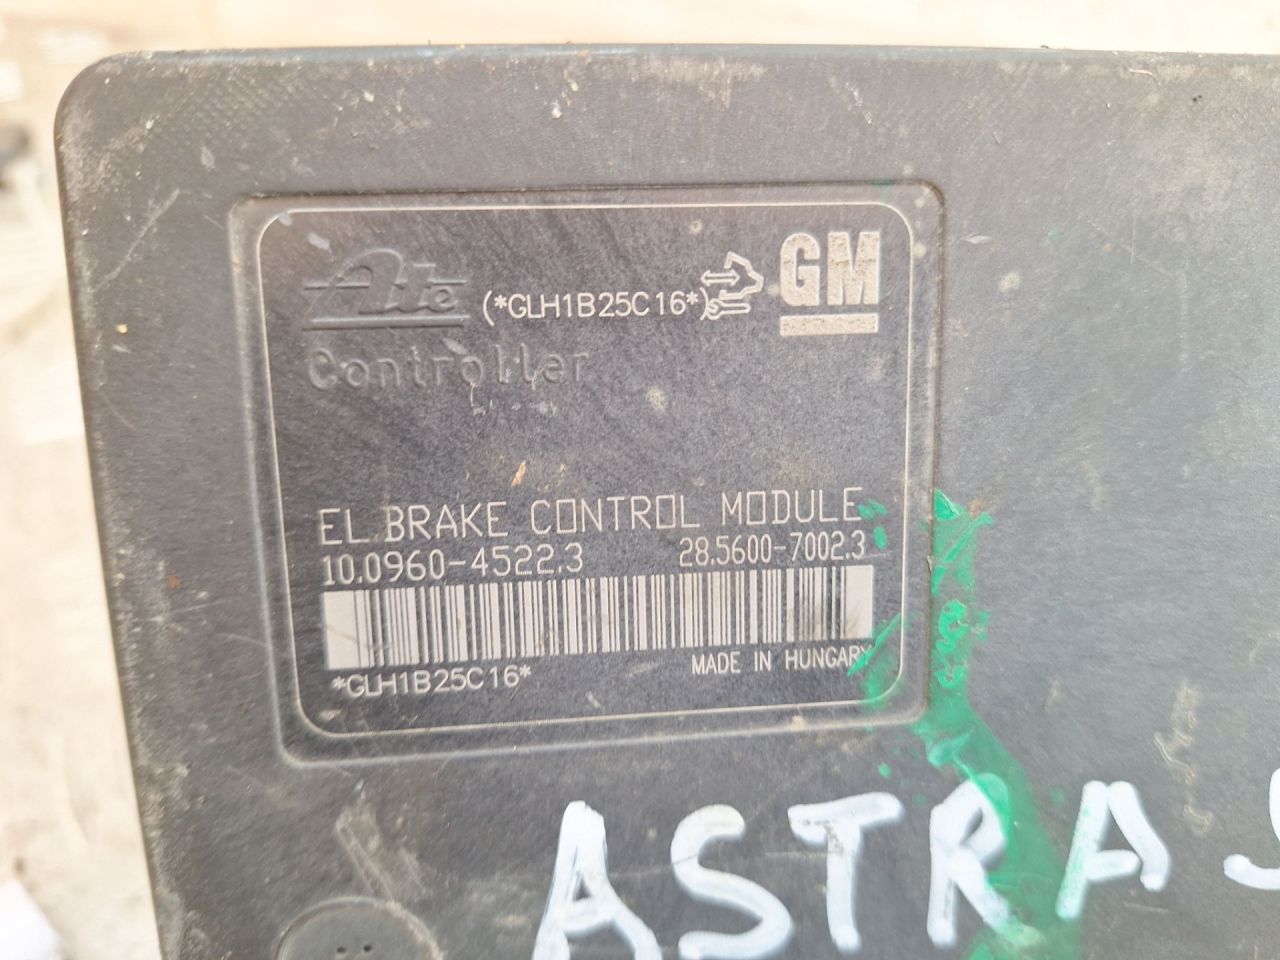 Ate (*GLH1B25C16*) GM
Controller
EL.BRAKE CONTROL MODULE
10.0960-4522.3 28.5600-7002.3
*GLH1B25C16* MADE IN HUNGARY
ASTRA